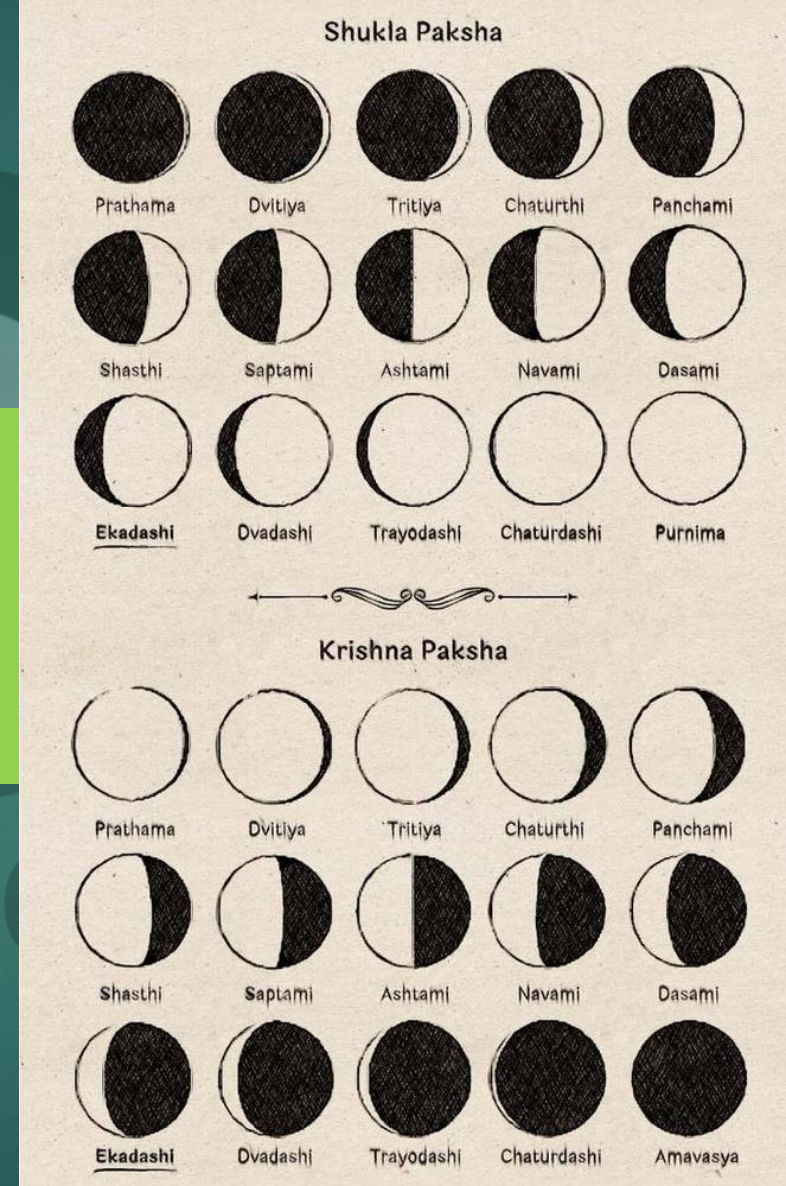 Shukla Paksha
Prathama Dvitiya Tritiya Chaturthi Panchami
Shasthi Saptami Ashtami Navami Dasami
Ekadashi Dvadashi Trayodashi Chaturdashi Purnima
Krishna Paksha
Prathama Dvitiya Tritiya Chaturthi Panchami
Shasthi Saptami Ashtami Navami Dasami
Ekadashi Dvadashi Trayodashi Chaturdashi Amavasya